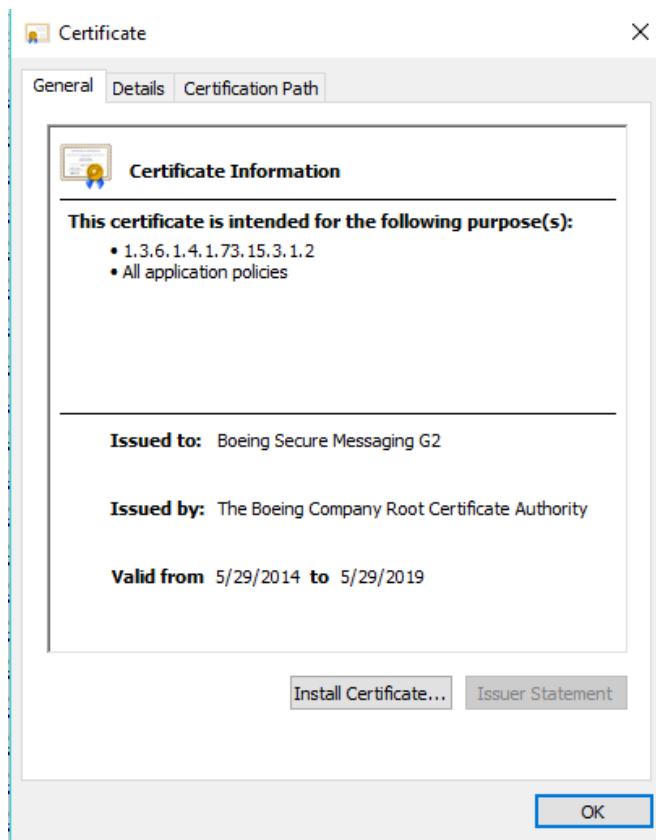 Certificate
General Details Certification Path
Certificate Information
This certificate is intended for the following purpose(s):
• 1.3.6.1.4.1.73.15.3.1.2
• All application policies
Issued to: Boeing Secure Messaging G2
Issued by: The Boeing Company Root Certificate Authority
Valid from 5/29/2014 to 5/29/2019
Install Certificate... Issuer Statement
OK